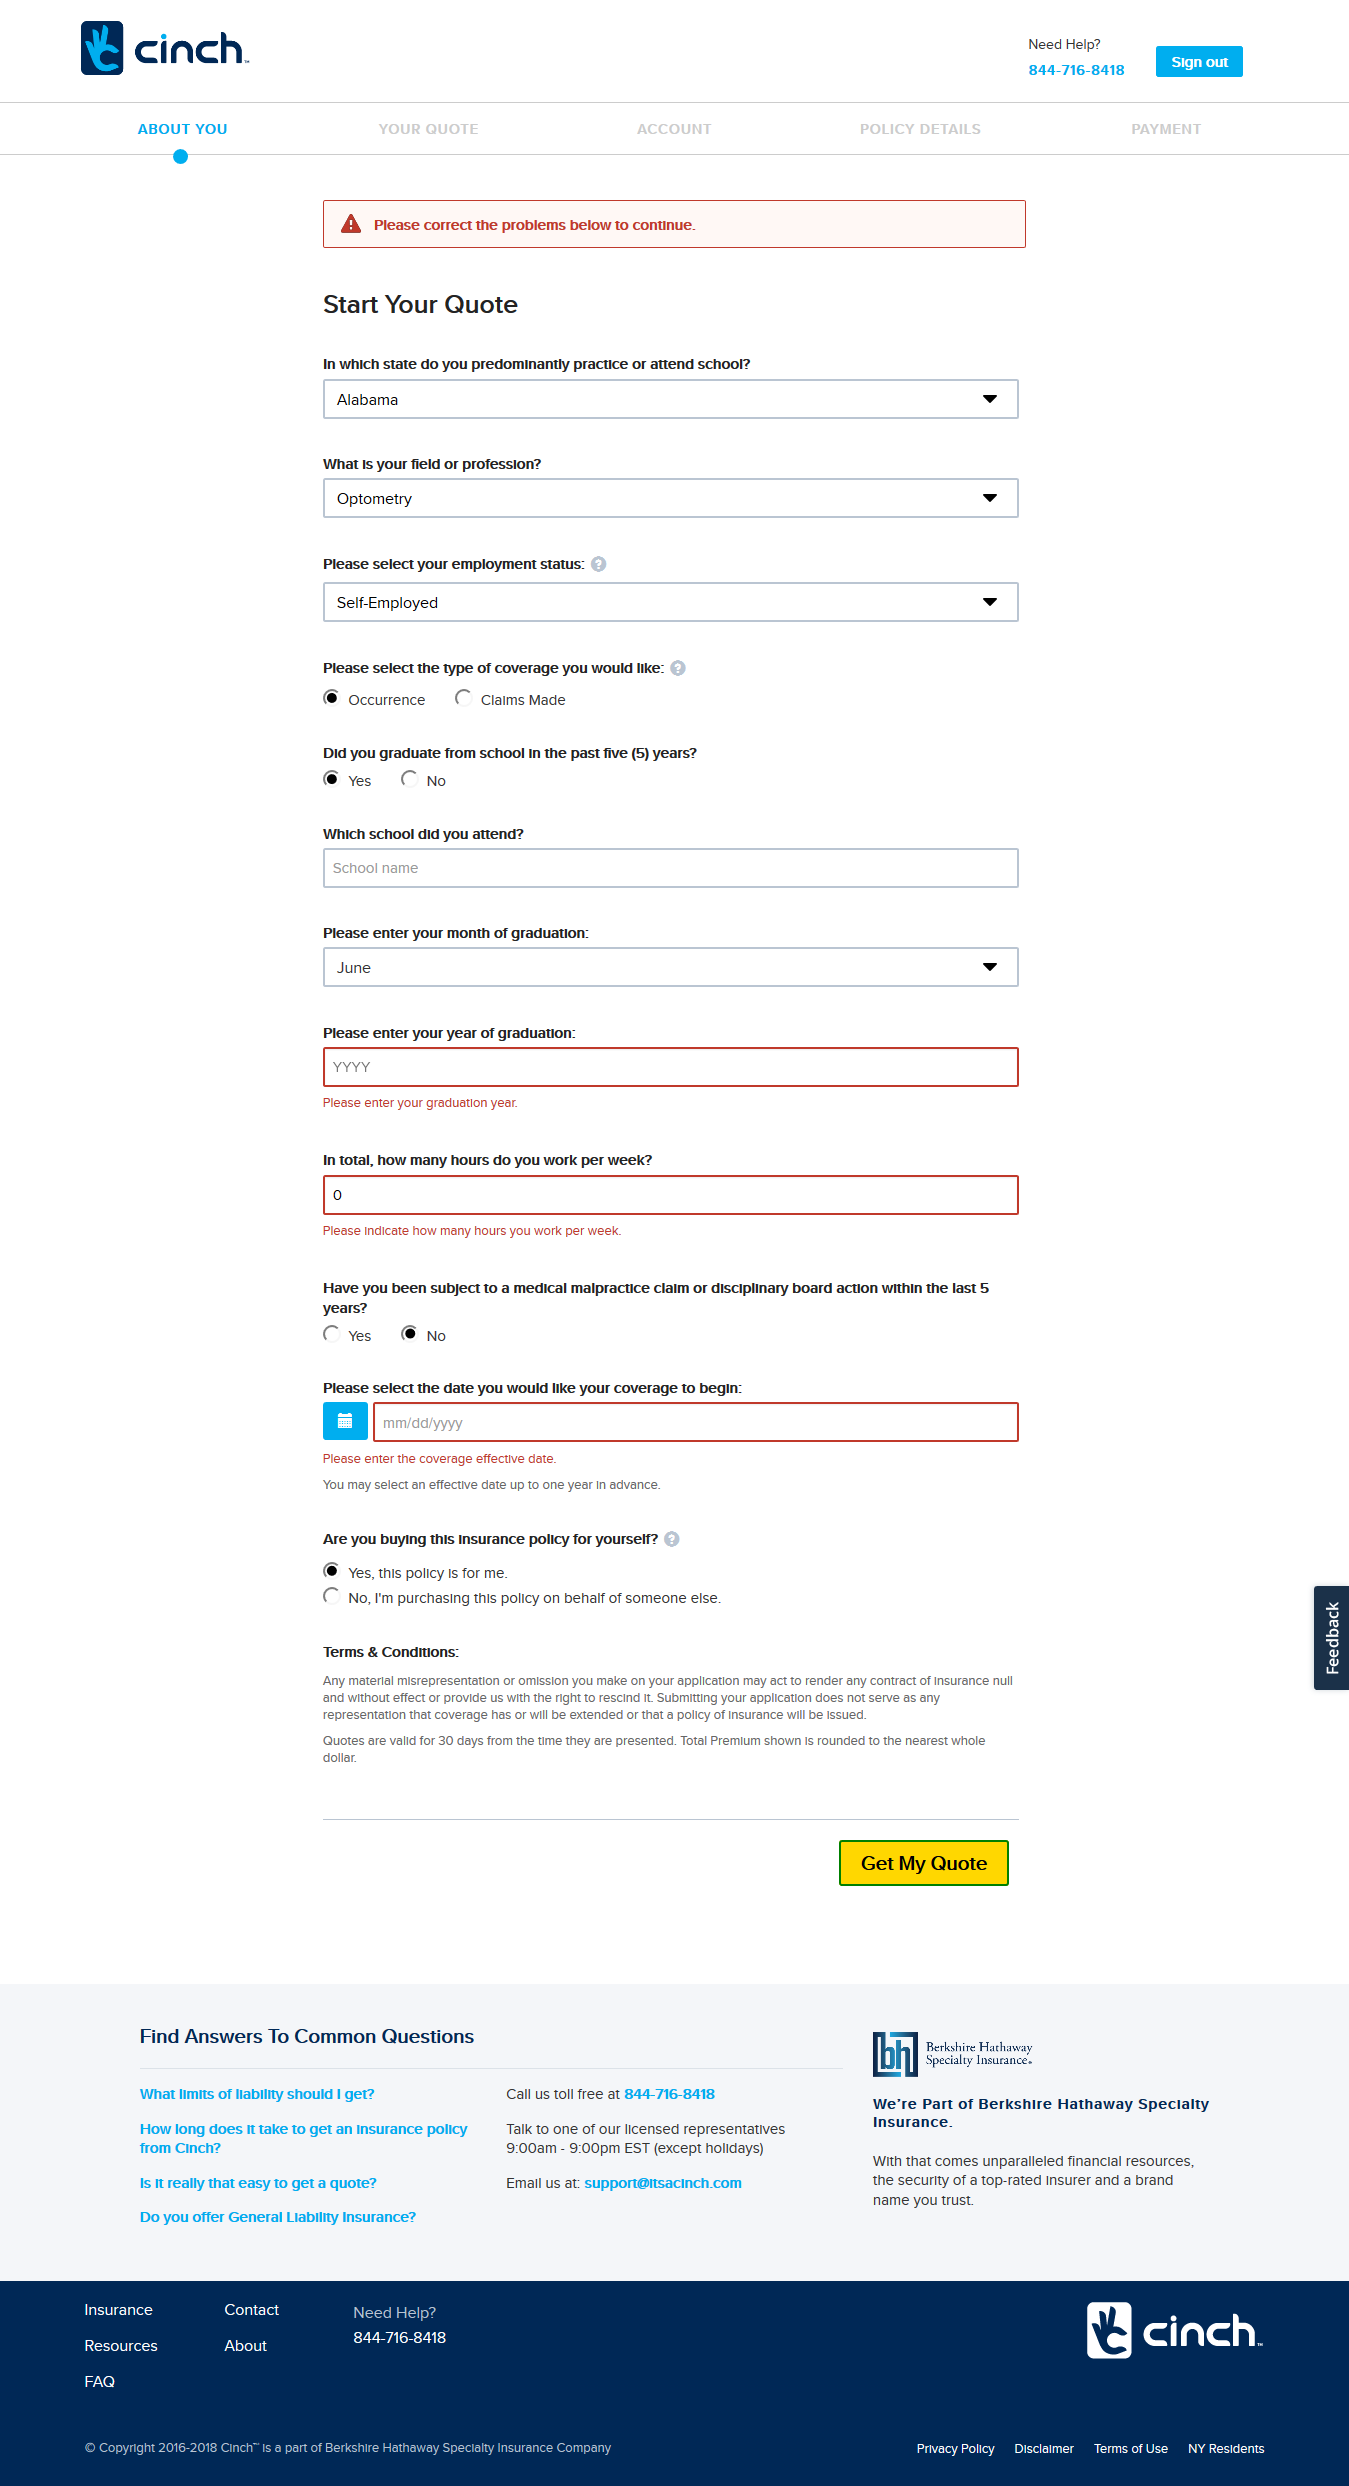 cinch™
Need Help?
844-716-8418
Sign out
ABOUT YOU
YOUR QUOTE
ACCOUNT
POLICY DETAILS
PAYMENT
Please correct the problems below to continue.
Start Your Quote
In which state do you predominantly practice or attend school?
Alabama
What is your field or profession?
Optometry
Please select your employment status: ?
Self-Employed
Please select the type of coverage you would like: ?
Occurrence Claims Made
Did you graduate from school in the past five (5) years?
Yes No
Which school did you attend?
School name
Please enter your month of graduation:
June
Please enter your year of graduation:
YYYY
Please enter your graduation year.
In total, how many hours do you work per week?
0
Please indicate how many hours you work per week.
Have you been subject to a medical malpractice claim or disciplinary board action within the last 5
years?
Yes No
Please select the date you would like your coverage to begin:
mm/dd/yyyy
Please enter the coverage effective date.
You may select an effective date up to one year in advance.
Are you buying this insurance policy for yourself? ?
Yes, this policy is for me.
No, I'm purchasing this policy on behalf of someone else.
Feedback
Terms & Conditions:
Any material misrepresentation or omission you make on your application may act to render any contract of insurance null
and without effect or provide us with the right to rescind it. Submitting your application does not serve as any
representation that coverage has or will be extended or that a policy of insurance will be issued.
Quotes are valid for 30 days from the time they are presented. Total Premium shown is rounded to the nearest whole
dollar.
Get My Quote
Find Answers To Common Questions
What limits of liability should I get?
How long does it take to get an insurance policy
from Cinch?
Is it really that easy to get a quote?
Do you offer General Liability Insurance?
Call us toll free at 844-716-8418
Talk to one of our licensed representatives
9:00am - 9:00pm EST (except holidays)
Email us at: support@itsacinch.com
bh Berkshire Hathaway
Specialty Insurance®
We're Part of Berkshire Hathaway Specialty
Insurance.
With that comes unparalleled financial resources,
the security of a top-rated insurer and a brand
name you trust.
Insurance
Resources
FAQ
Contact
About
Need Help?
844-716-8418
cinch™
© Copyright 2016-2018 Cinch™ is a part of Berkshire Hathaway Specialty Insurance Company
Privacy Policy Disclaimer Terms of Use NY Residents